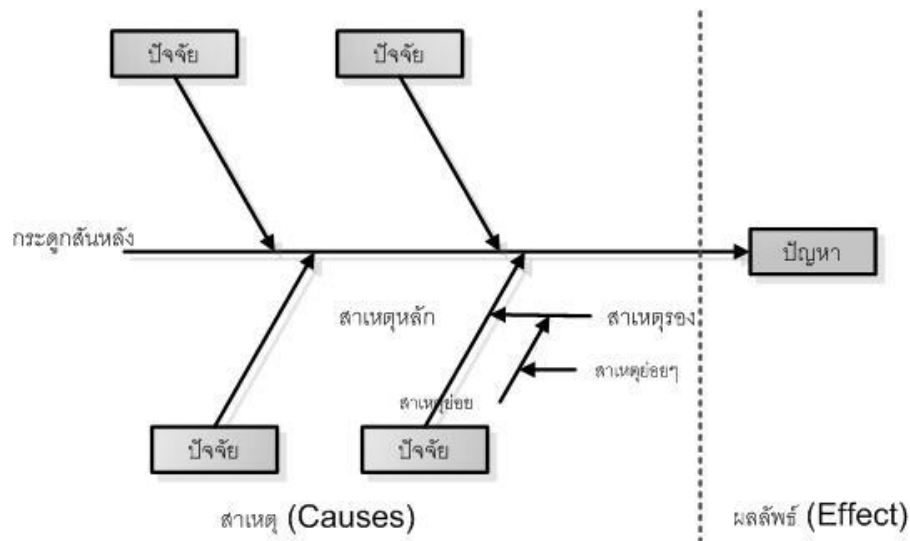 ปัจจัย
ปัจจัย
กระดูกสันหลัง
ปัญหา
สาเหตุหลัก
สาเหตุรอง
สาเหตุย่อยๆ
สาเหตุย่อย
ปัจจัย
ปัจจัย
สาเหตุ (Causes)
ผลลัพธ์ (Effect)